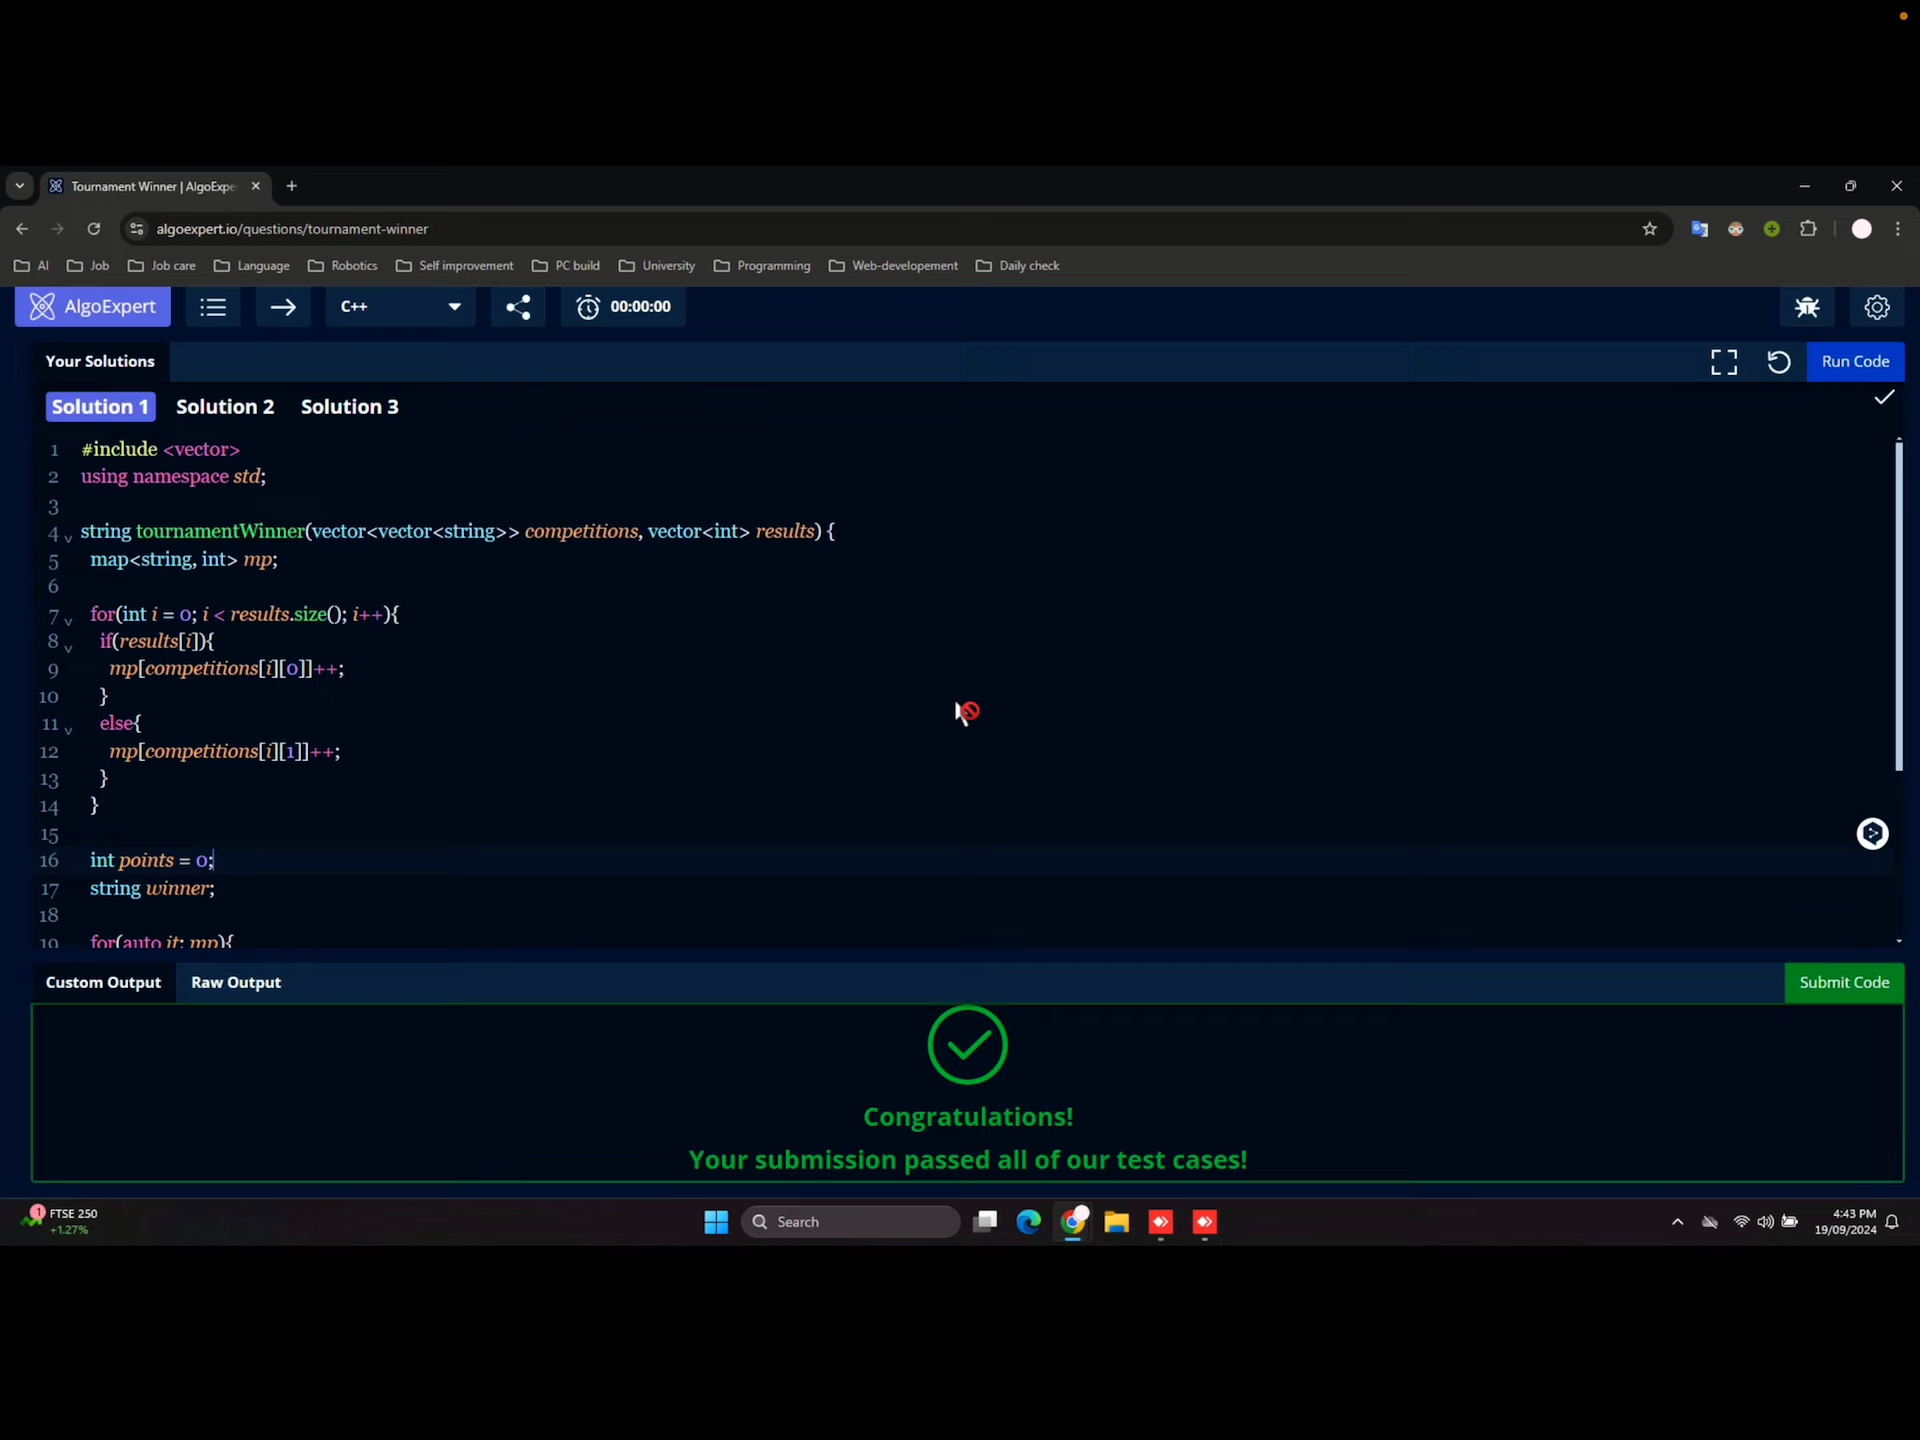 Tournament Winner | AlgoExpe
algoexpert.io/questions/tournament-winner
AI Job Job care Language Robotics Self improvement PC build University Programming Web-developement Daily check
AlgoExpert C++ 00:00:00
Your Solutions Run Code
Solution 1 Solution 2 Solution 3
1 #include <vector>
2 using namespace std;
3
4 string tournamentWinner(vector<vector<string>> competitions, vector<int> results) {
5 map<string, int> mp;
6
7 for(int i = 0; i < results.size(); i++){
8 if(results[i]){
9 mp[competitions[i][0]]++;
10 }
11 else{
12 mp[competitions[i][1]]++;
13 }
14 }
15
16 int points = 0;
17 string winner;
18
19 for(auto it: mp){
Custom Output Raw Output Submit Code
Congratulations!
Your submission passed all of our test cases!
1 FTSE 250
+1.27%
Search
4:43 PM
19/09/2024